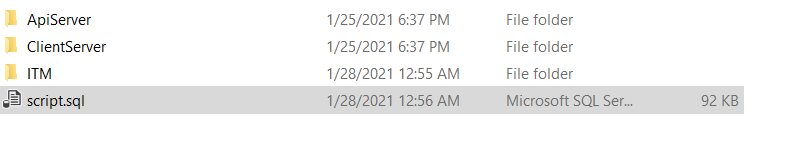 ApiServer 1/25/2021 6:37 PM File folder
ClientServer 1/25/2021 6:37 PM File folder
ITM 1/28/2021 12:55 AM File folder
script.sql 1/28/2021 12:56 AM Microsoft SQL Ser... 92 KB